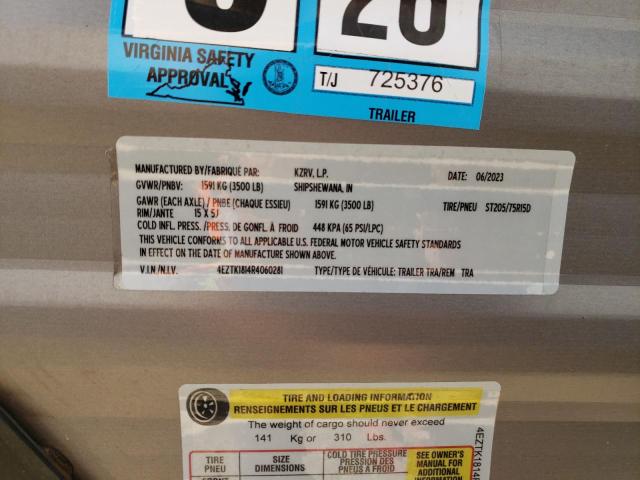 26
VIRGINIA SAFETY
APPROVAL
T/J 725376
TRAILER
MANUFACTURED BY/FABRIQUÉ PAR: KZRV, L.P. DATE: 06/2023
GVWR/PNBV: 1591 KG (3500 LB) SHIPSHEWANA, IN
GAWR (EACH AXLE) / PNBE (CHAQUE ESSIEU) 1591 KG (3500 LB) TIRE/PNEU ST205/75R15D
RIM/JANTE 15 X 5J
COLD INFL. PRESS./PRESS. DE GONFL. À FROID 448 KPA (65 PSI/LPC)
THIS VEHICLE CONFORMS TO ALL APPLICABLE U.S. FEDERAL MOTOR VEHICLE SAFETY STANDARDS
IN EFFECT ON THE DATE OF MANUFACTURE SHOWN ABOVE.
V.I.N./N.I.V. 4EZTK1814R4060281 TYPE/TYPE DE VÉHICULE: TRAILER TRA/REM TRA
TIRE AND LOADING INFORMATION
RENSEIGNEMENTS SUR LES PNEUS ET LE CHARGEMENT
The weight of cargo should never exceed
141 Kg or 310 Lbs.
TIRE SIZE COLD TIRE PRESSURE
PNEU DIMENSIONS PRESSION DES
PNEUS A FROID
SEE OWNER'S
MANUFAL FOR
ADDITIONAL
INFORMATION
4EZTK1814